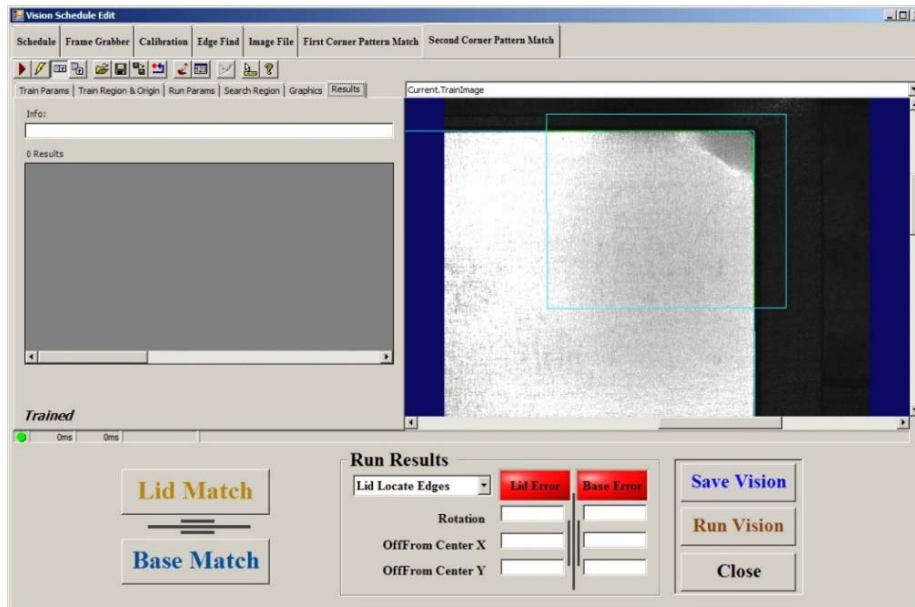 Vision Schedule Edit
Schedule Frame Grabber Calibration Edge Find Image File First Corner Pattern Match Second Corner Pattern Match
Train Params Train Region & Origin Run Params Search Region Graphics Results
Current.TrainImage
Info:
0 Results
Trained
0ms 0ms
Run Results
Lid Match
Lid Locate Edges Lid Error Base Error
Save Vision
Rotation
Run Vision
OffFrom Center X
Base Match
OffFrom Center Y
Close